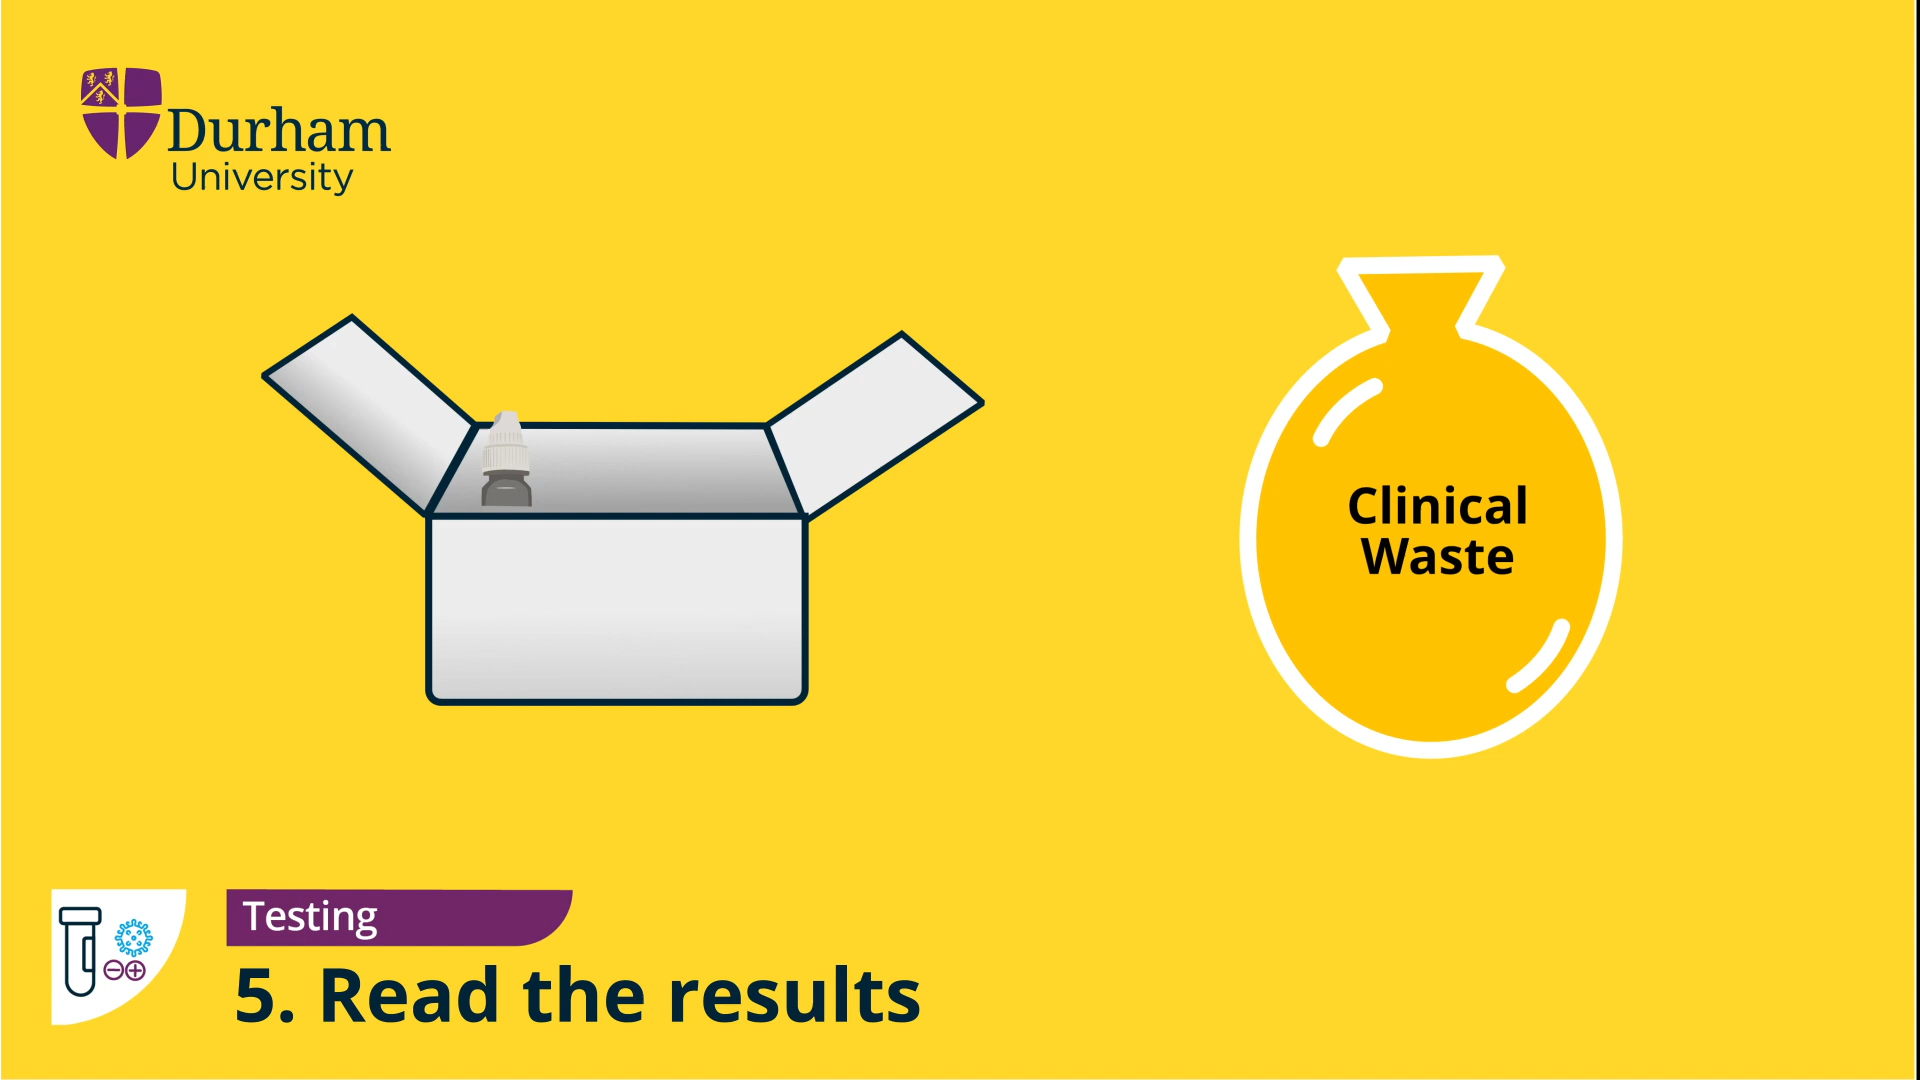 Durham
University
Clinical
Waste
Testing
5. Read the results